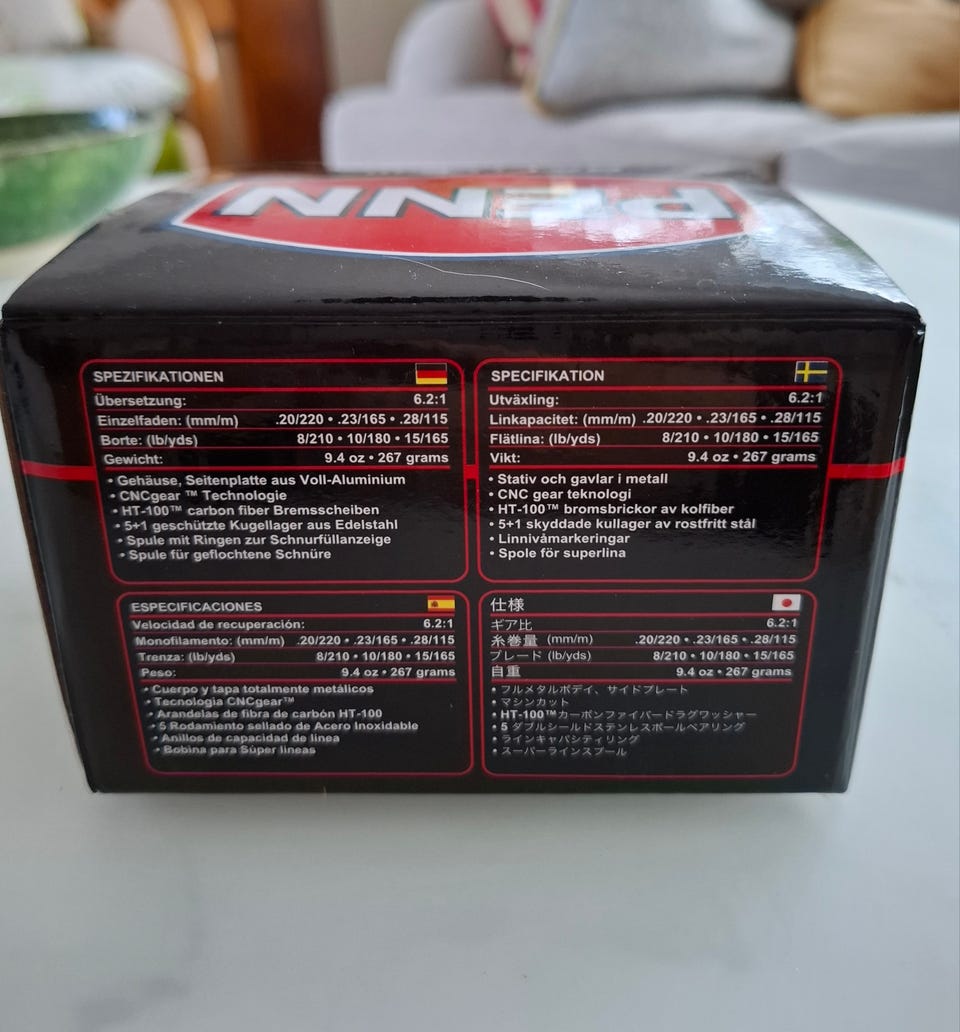 PENN
SPEZIFIKATIONEN
Übersetzung: 6.2:1
Einzelfaden: (mm/m) .20/220 • .23/165 • .28/115
Borte: (lb/yds) 8/210 • 10/180 • 15/165
Gewicht: 9.4 oz • 267 grams
• Gehäuse, Seitenplatte aus Voll-Aluminium
• CNCgear ™ Technologie
• HT-100™ carbon fiber Bremsscheiben
• 5+1 geschützte Kugellager aus Edelstahl
• Spule mit Ringen zur Schnurfüllanzeige
• Spule für geflochtene Schnüre
SPECIFIKATION
Utväxling: 6.2:1
Linkapacitet: (mm/m) .20/220 • .23/165 • .28/115
Flätlina: (lb/yds) 8/210 • 10/180 • 15/165
Vikt: 9.4 oz • 267 grams
• Stativ och gavlar i metall
• CNC gear teknologi
• HT-100™ bromsbrickor av kolfiber
• 5+1 skyddade kullager av rostfritt stål
• Linnivåmarkeringar
• Spole för superlina
ESPECIFICACIONES
Velocidad de recuperación: 6.2:1
Monofilamento: (mm/m) .20/220 • .23/165 • .28/115
Trenza: (lb/yds) 8/210 • 10/180 • 15/165
Peso: 9.4 oz • 267 grams
• Cuerpo y tapa totalmente metálicos
• Tecnologia CNCgear™
• Arandelas de fibra de carbón HT-100
• 5 Rodamiento sellado de Acero Inoxidable
• Anillos de capacidad de linea
• Bobina para Súper lineas
仕様
ギア比 6.2:1
糸巻量 (mm/m) .20/220 • .23/165 • .28/115
ブレード (lb/yds) 8/210 • 10/180 • 15/165
自重 9.4 oz • 267 grams
• フルメタルボディ、サイドプレート
• マシンカット
• HT-100™カーボンファイバードラグワッシャー
• 5 ダブルシールドステンレスボールベアリング
• ラインキャパシティリング
• スーパーラインスプール